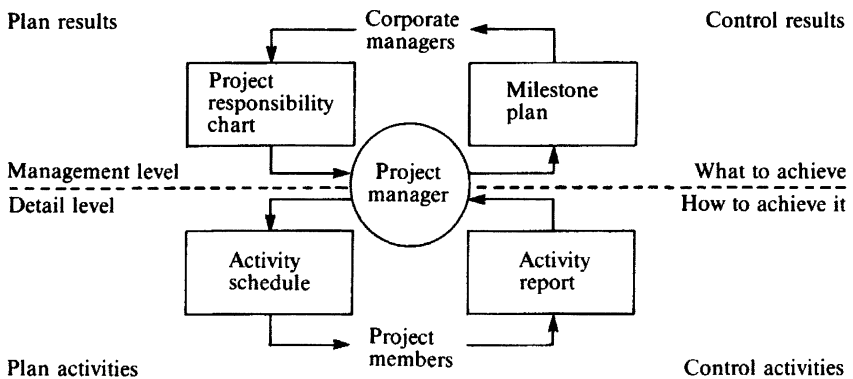 Plan results
Corporate
managers
Control results
Project
responsibility
chart
Milestone
plan
Project
manager
Management level
What to achieve
Detail level
How to achieve it
Activity
schedule
Activity
report
Project
members
Plan activities
Control activities